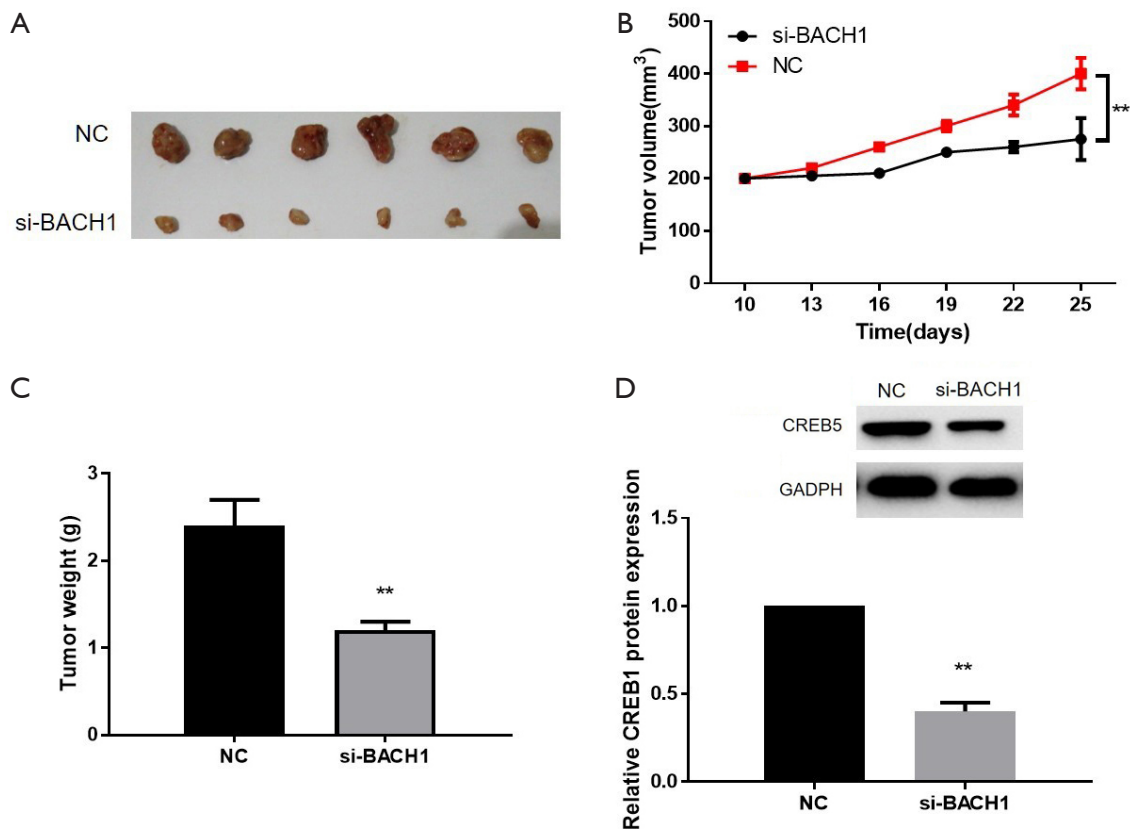 A
NC
si-BACH1
B
si-BACH1
NC
Tumor volume(mm³)
500
400
300
200
100
0
**
10 13 16 19 22 25
Time(days)
C
Tumor weight (g)
3
2
1
0
**
NC si-BACH1
D
NC si-BACH1
CREB5
GADPH
Relative CREB1 protein expression
1.5
1.0
0.5
0.0
**
NC si-BACH1